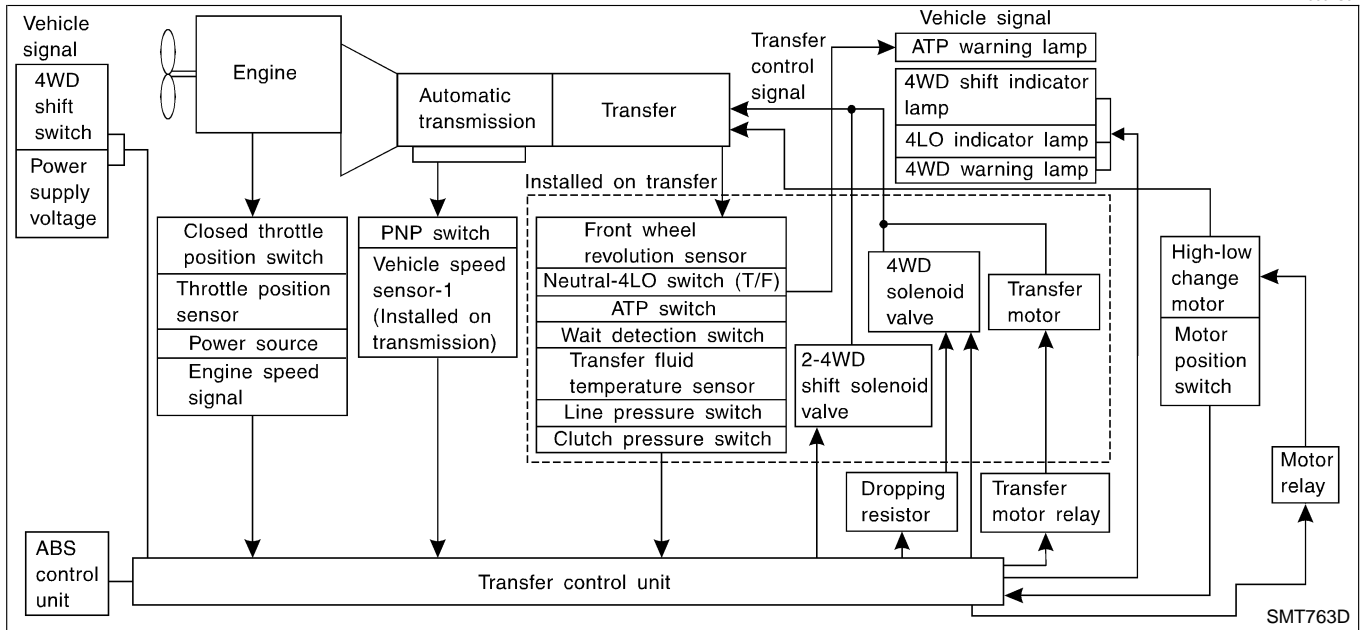 Vehicle
signal
4WD
shift
switch
Power
supply
voltage
Engine
Automatic
transmission
Transfer
Transfer
control
signal
Vehicle signal
ATP warning lamp
4WD shift indicator
lamp
4LO indicator lamp
4WD warning lamp
Installed on transfer
Closed throttle
position switch
Throttle position
sensor
Power source
Engine speed
signal
PNP switch
Vehicle speed
sensor-1
(Installed on
transmission)
Front wheel
revolution sensor
Neutral-4LO switch (T/F)
ATP switch
Wait detection switch
Transfer fluid
temperature sensor
Line pressure switch
Clutch pressure switch
2-4WD
shift solenoid
valve
4WD
solenoid
valve
Transfer
motor
High-low
change
motor
Motor
position
switch
Dropping
resistor
Transfer
motor relay
Motor
relay
ABS
control
unit
Transfer control unit
SMT763D